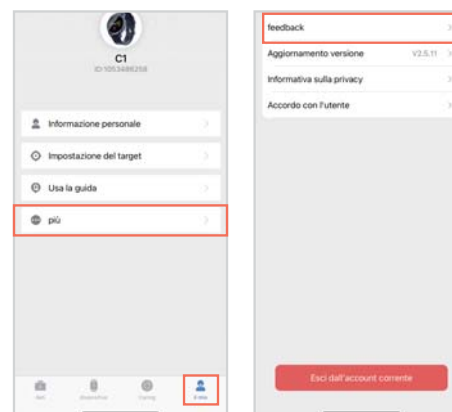 C1
ID:1053486258
Informazione personale
Impostazione del target
Usa la guida
più
feedback
Aggiornamento versione V2.5.11
Informativa sulla privacy
Accordo con l'utente
Esci dall'account corrente